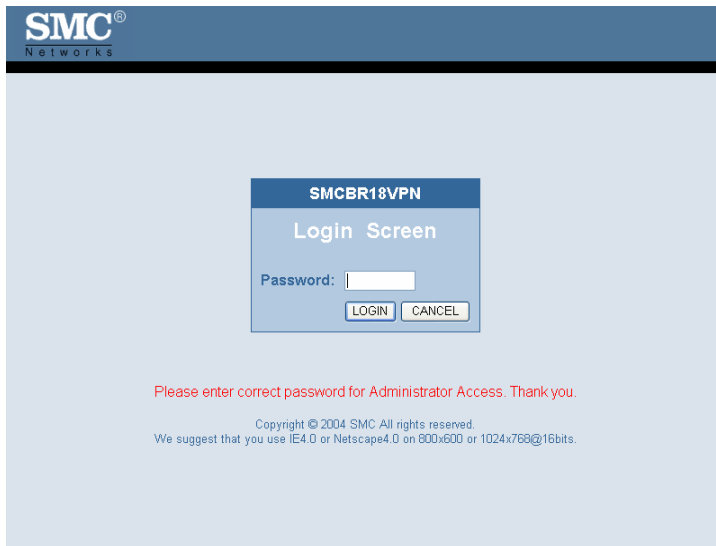 SMC®
Networks
SMCBR18VPN
Login Screen
Password:
LOGIN CANCEL
Please enter correct password for Administrator Access. Thank you.
Copyright © 2004 SMC All rights reserved.
We suggest that you use IE4.0 or Netscape4.0 on 800x600 or 1024x768@16bits.